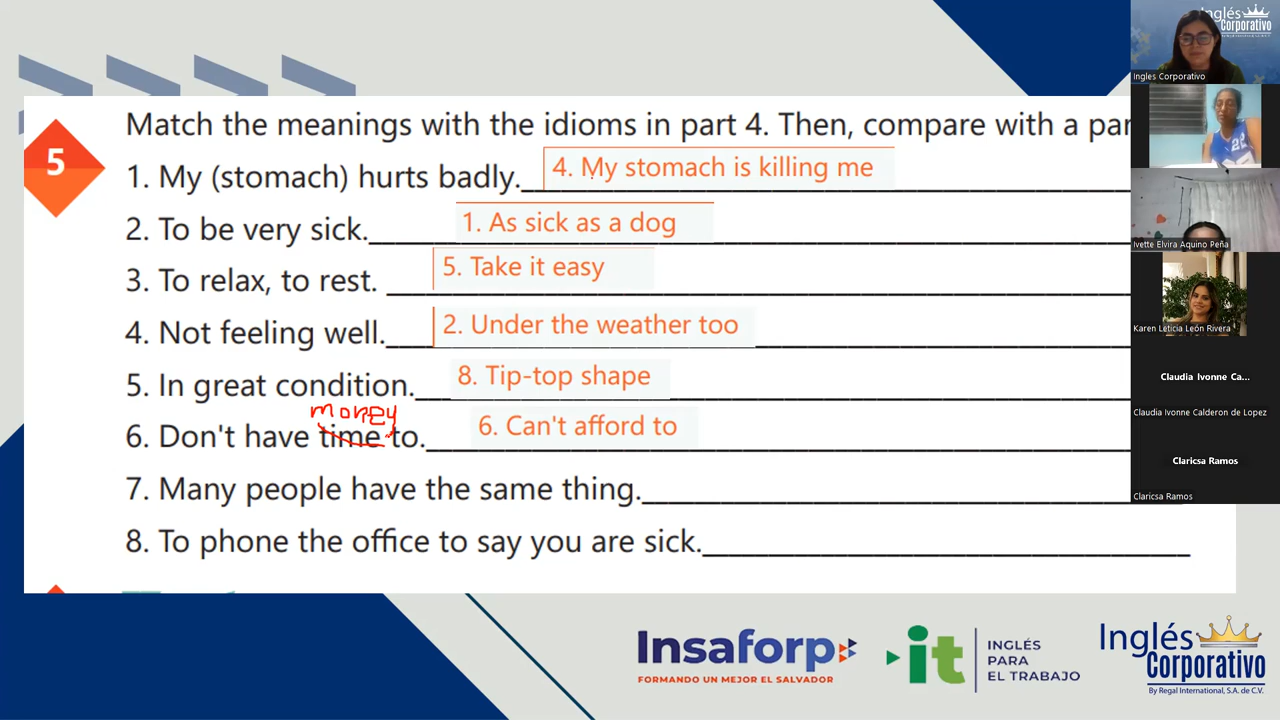 5
Match the meanings with the idioms in part 4. Then, compare with a par
1. My (stomach) hurts badly. 4. My stomach is killing me
2. To be very sick. 1. As sick as a dog
3. To relax, to rest. 5. Take it easy
4. Not feeling well. 2. Under the weather too
5. In great condition. 8. Tip-top shape
money
6. Don't have time to. 6. Can't afford to
7. Many people have the same thing.
8. To phone the office to say you are sick.
Inglés
Corporativo
Ingles Corporativo
22
Ivette Elvira Aquino Peña
Karen Leticia León Rivera
Claudia Ivonne Ca...
Claudia Ivonne Calderon de Lopez
Claricsa Ramos
Claricsa Ramos
Insaforp
FORMANDO UN MEJOR EL SALVADOR
it
INGLÉS
PARA
EL TRABAJO
Inglés
Corporativo
By Regal International, S.A. de C.V.